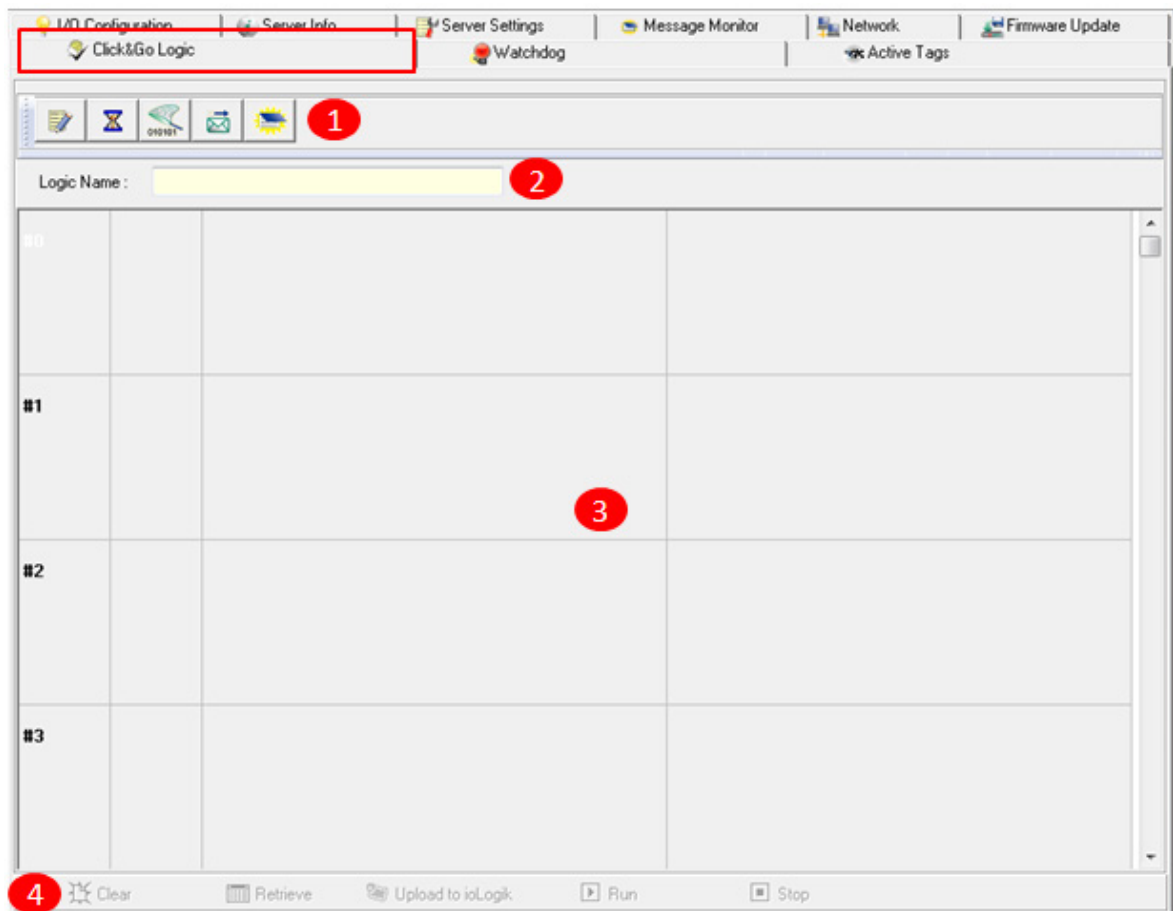 I/O Configuration Server Info Server Settings Message Monitor Network Firmware Update
Click&Go Logic Watchdog Active Tags
010101
1
Logic Name :
2
#0
#1
3
#2
#3
4 Clear Retrieve Upload to ioLogik Run Stop